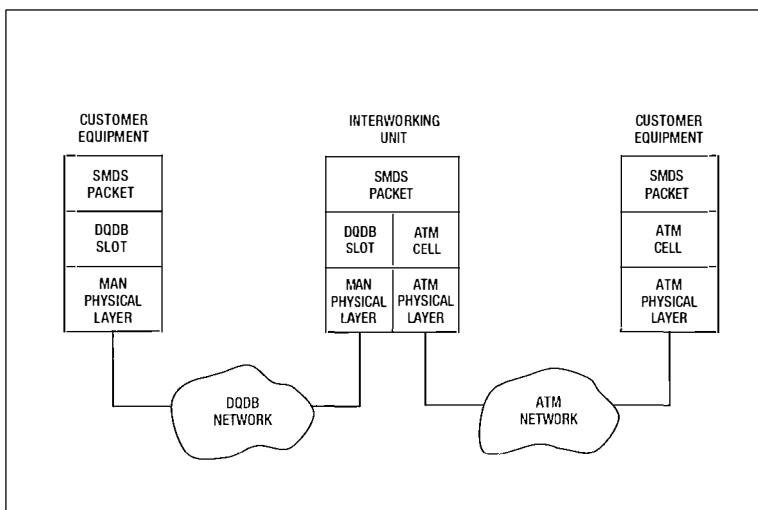 CUSTOMER
EQUIPMENT
SMDS
PACKET
DQDB
SLOT
MAN
PHYSICAL
LAYER
INTERWORKING
UNIT
SMDS
PACKET
DQDB
SLOT
ATM
CELL
MAN
PHYSICAL
LAYER
ATM
PHYSICAL
LAYER
CUSTOMER
EQUIPMENT
SMDS
PACKET
ATM
CELL
ATM
PHYSICAL
LAYER
DQDB
NETWORK
ATM
NETWORK